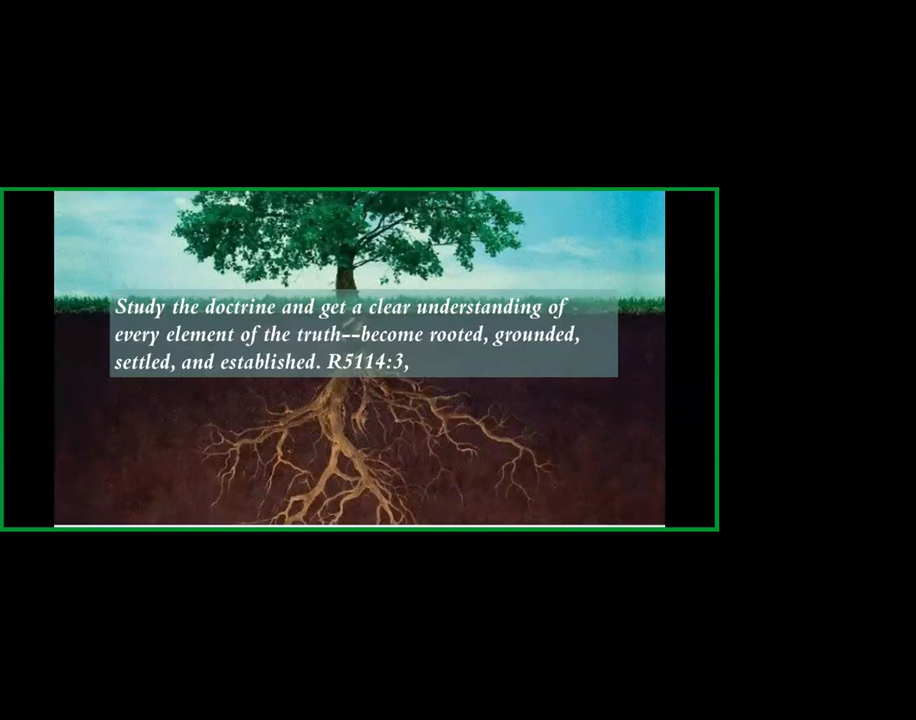 Study the doctrine and get a clear understanding of
every element of the truth--become rooted, grounded,
settled, and established. R5114:3,